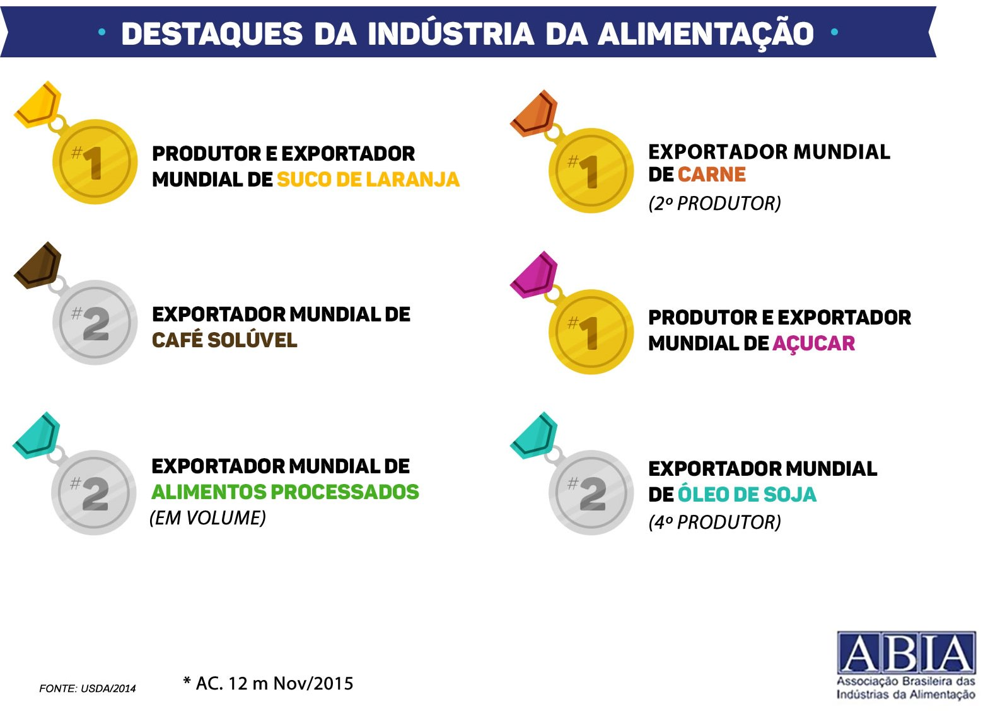 • DESTAQUES DA INDÚSTRIA DA ALIMENTAÇÃO •
#1
PRODUTOR E EXPORTADOR
MUNDIAL DE SUCO DE LARANJA
#1
EXPORTADOR MUNDIAL
DE CARNE
(2º PRODUTOR)
#2
EXPORTADOR MUNDIAL DE
CAFÉ SOLÚVEL
#1
PRODUTOR E EXPORTADOR
MUNDIAL DE AÇUCAR
#2
EXPORTADOR MUNDIAL DE
ALIMENTOS PROCESSADOS
(EM VOLUME)
#2
EXPORTADOR MUNDIAL
DE ÓLEO DE SOJA
(4º PRODUTOR)
FONTE: USDA/2014
* AC. 12 m Nov/2015
ABIA
Associação Brasileira das
Indústrias da Alimentação